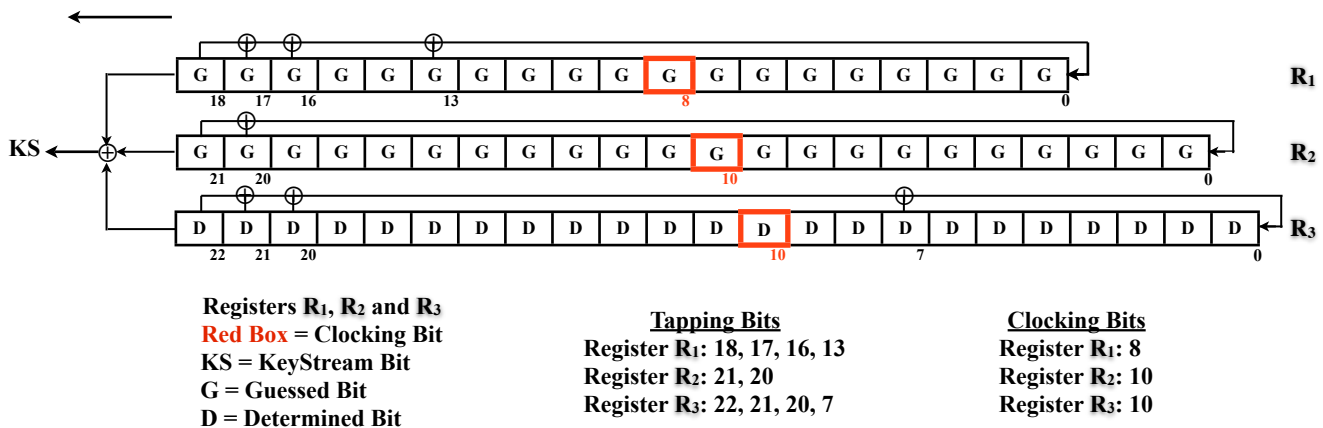 G G G G G G G G G G G G G G G G G G G R₁
18 17 16 13 8 0
KS G G G G G G G G G G G G G G G G G G G G G G R₂
21 20 10 0
D D D D D D D D D D D D D D D D D D D D D D D R₃
22 21 20 10 7 0
Registers R₁, R₂ and R₃
Red Box = Clocking Bit
KS = KeyStream Bit
G = Guessed Bit
D = Determined Bit
Tapping Bits
Register R₁: 18, 17, 16, 13
Register R₂: 21, 20
Register R₃: 22, 21, 20, 7
Clocking Bits
Register R₁: 8
Register R₂: 10
Register R₃: 10